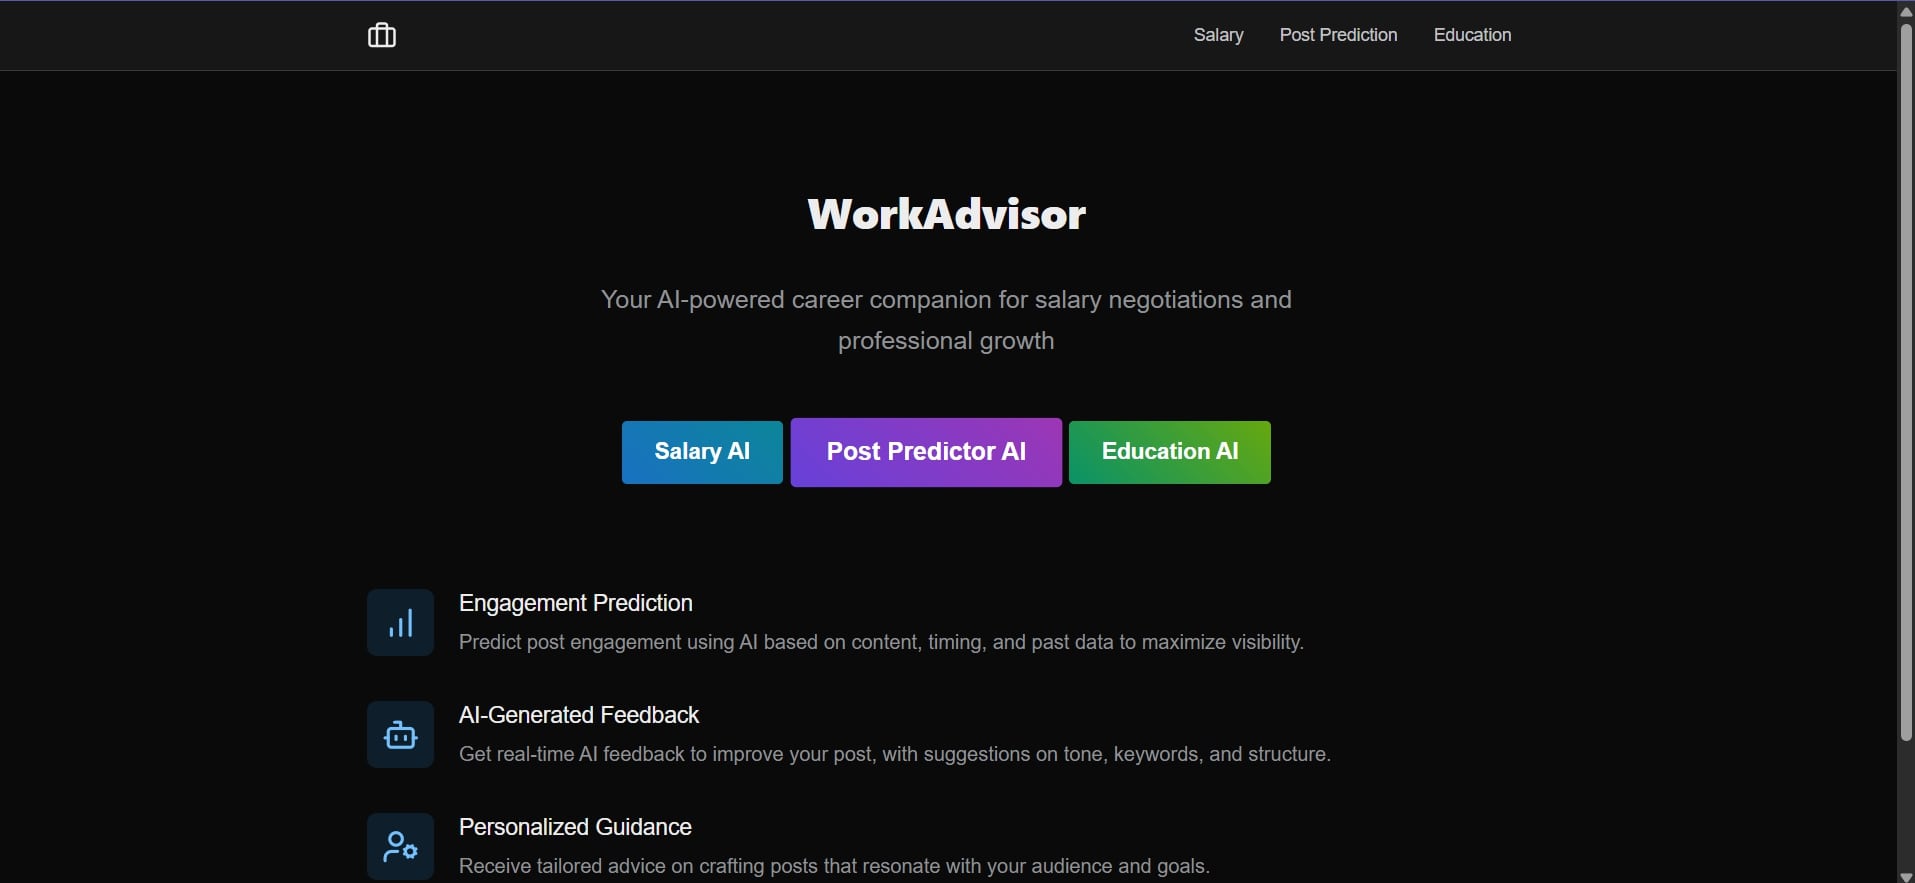 Salary
Post Prediction
Education
WorkAdvisor
Your AI-powered career companion for salary negotiations and
professional growth
Salary AI
Post Predictor AI
Education AI
Engagement Prediction
Predict post engagement using AI based on content, timing, and past data to maximize visibility.
AI-Generated Feedback
Get real-time AI feedback to improve your post, with suggestions on tone, keywords, and structure.
Personalized Guidance
Receive tailored advice on crafting posts that resonate with your audience and goals.